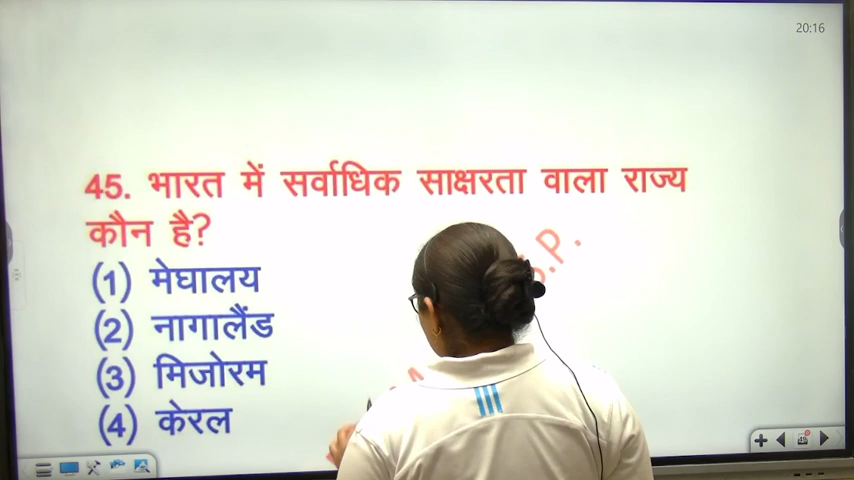 20:16
45. भारत में सर्वाधिक साक्षरता वाला राज्य
कौन है?
(1) मेघालय
(2) नागालैंड
(3) मिजोरम
(4) केरल